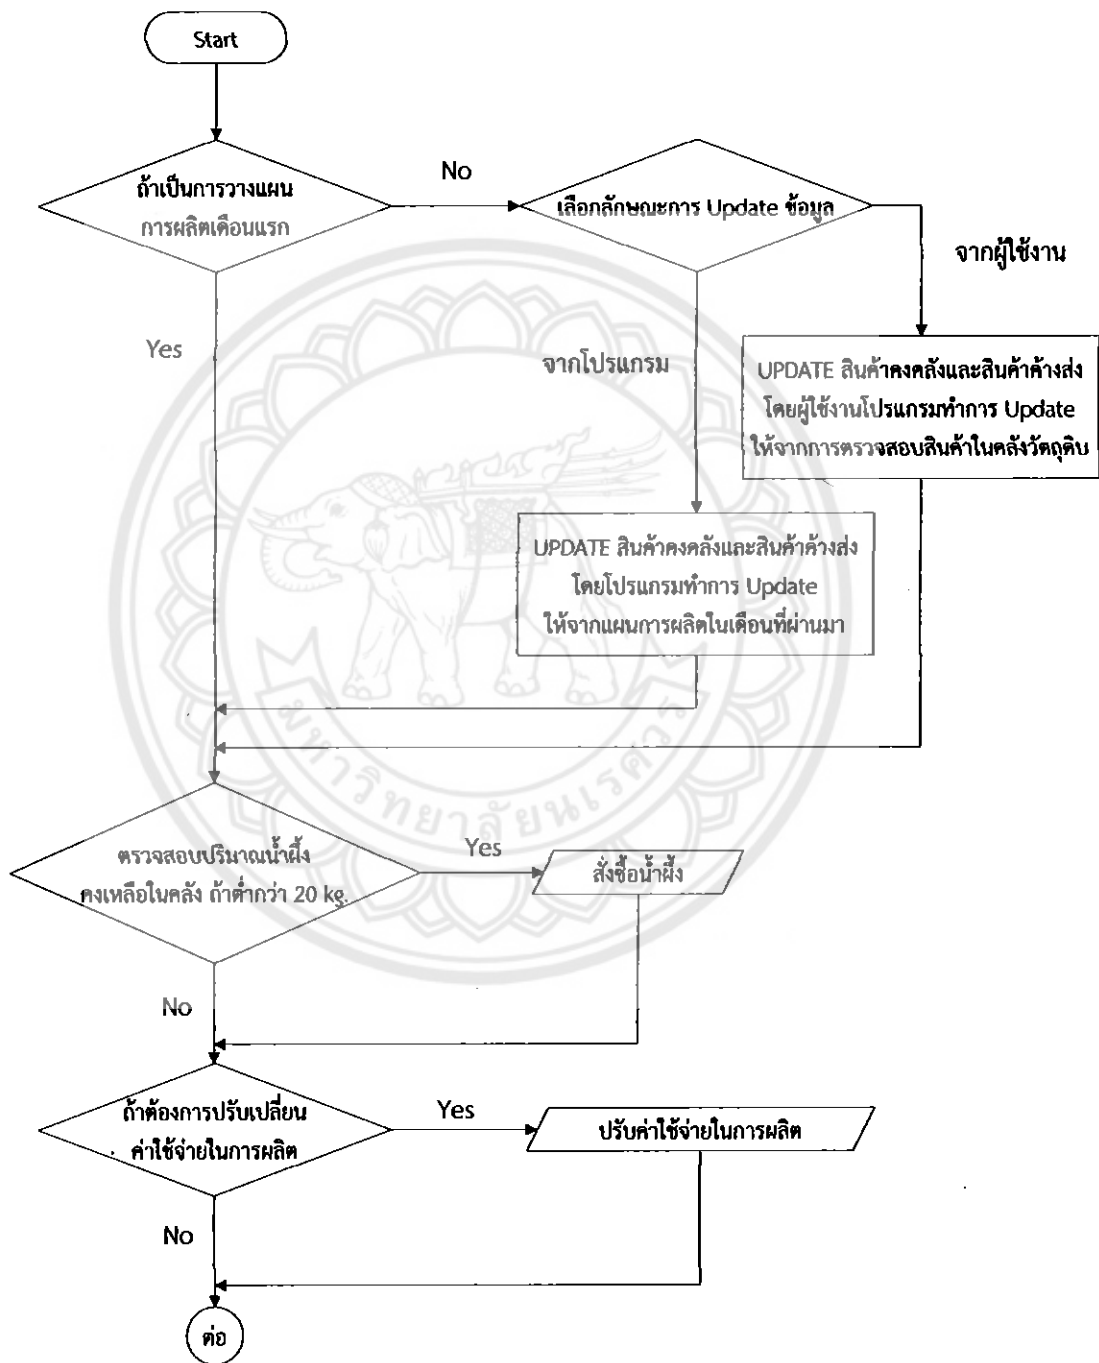 Start
ถ้าเป็นการวางแผน
การผลิตเดือนแรก
No
เลือกลักษณะการ Update ข้อมูล
จากผู้ใช้งาน
Yes
จากโปรแกรม
UPDATE สินค้าคงคลังและสินค้าค้างส่ง
โดยผู้ใช้งานโปรแกรมทำการ Update
ให้จากการตรวจสอบสินค้าในคลังวัตถุดิบ
UPDATE สินค้าคงคลังและสินค้าค้างส่ง
โดยโปรแกรมทำการ Update
ให้จากแผนการผลิตในเดือนที่ผ่านมา
มหาวิทยาลัยนเรศวร
ตรวจสอบปริมาณน้ำผึ้ง
คงเหลือในคลัง ถ้าต่ำกว่า 20 kg.
Yes
สั่งซื้อน้ำผึ้ง
No
ถ้าต้องการปรับเปลี่ยน
ค่าใช้จ่ายในการผลิต
Yes
ปรับค่าใช้จ่ายในการผลิต
No
ต่อ